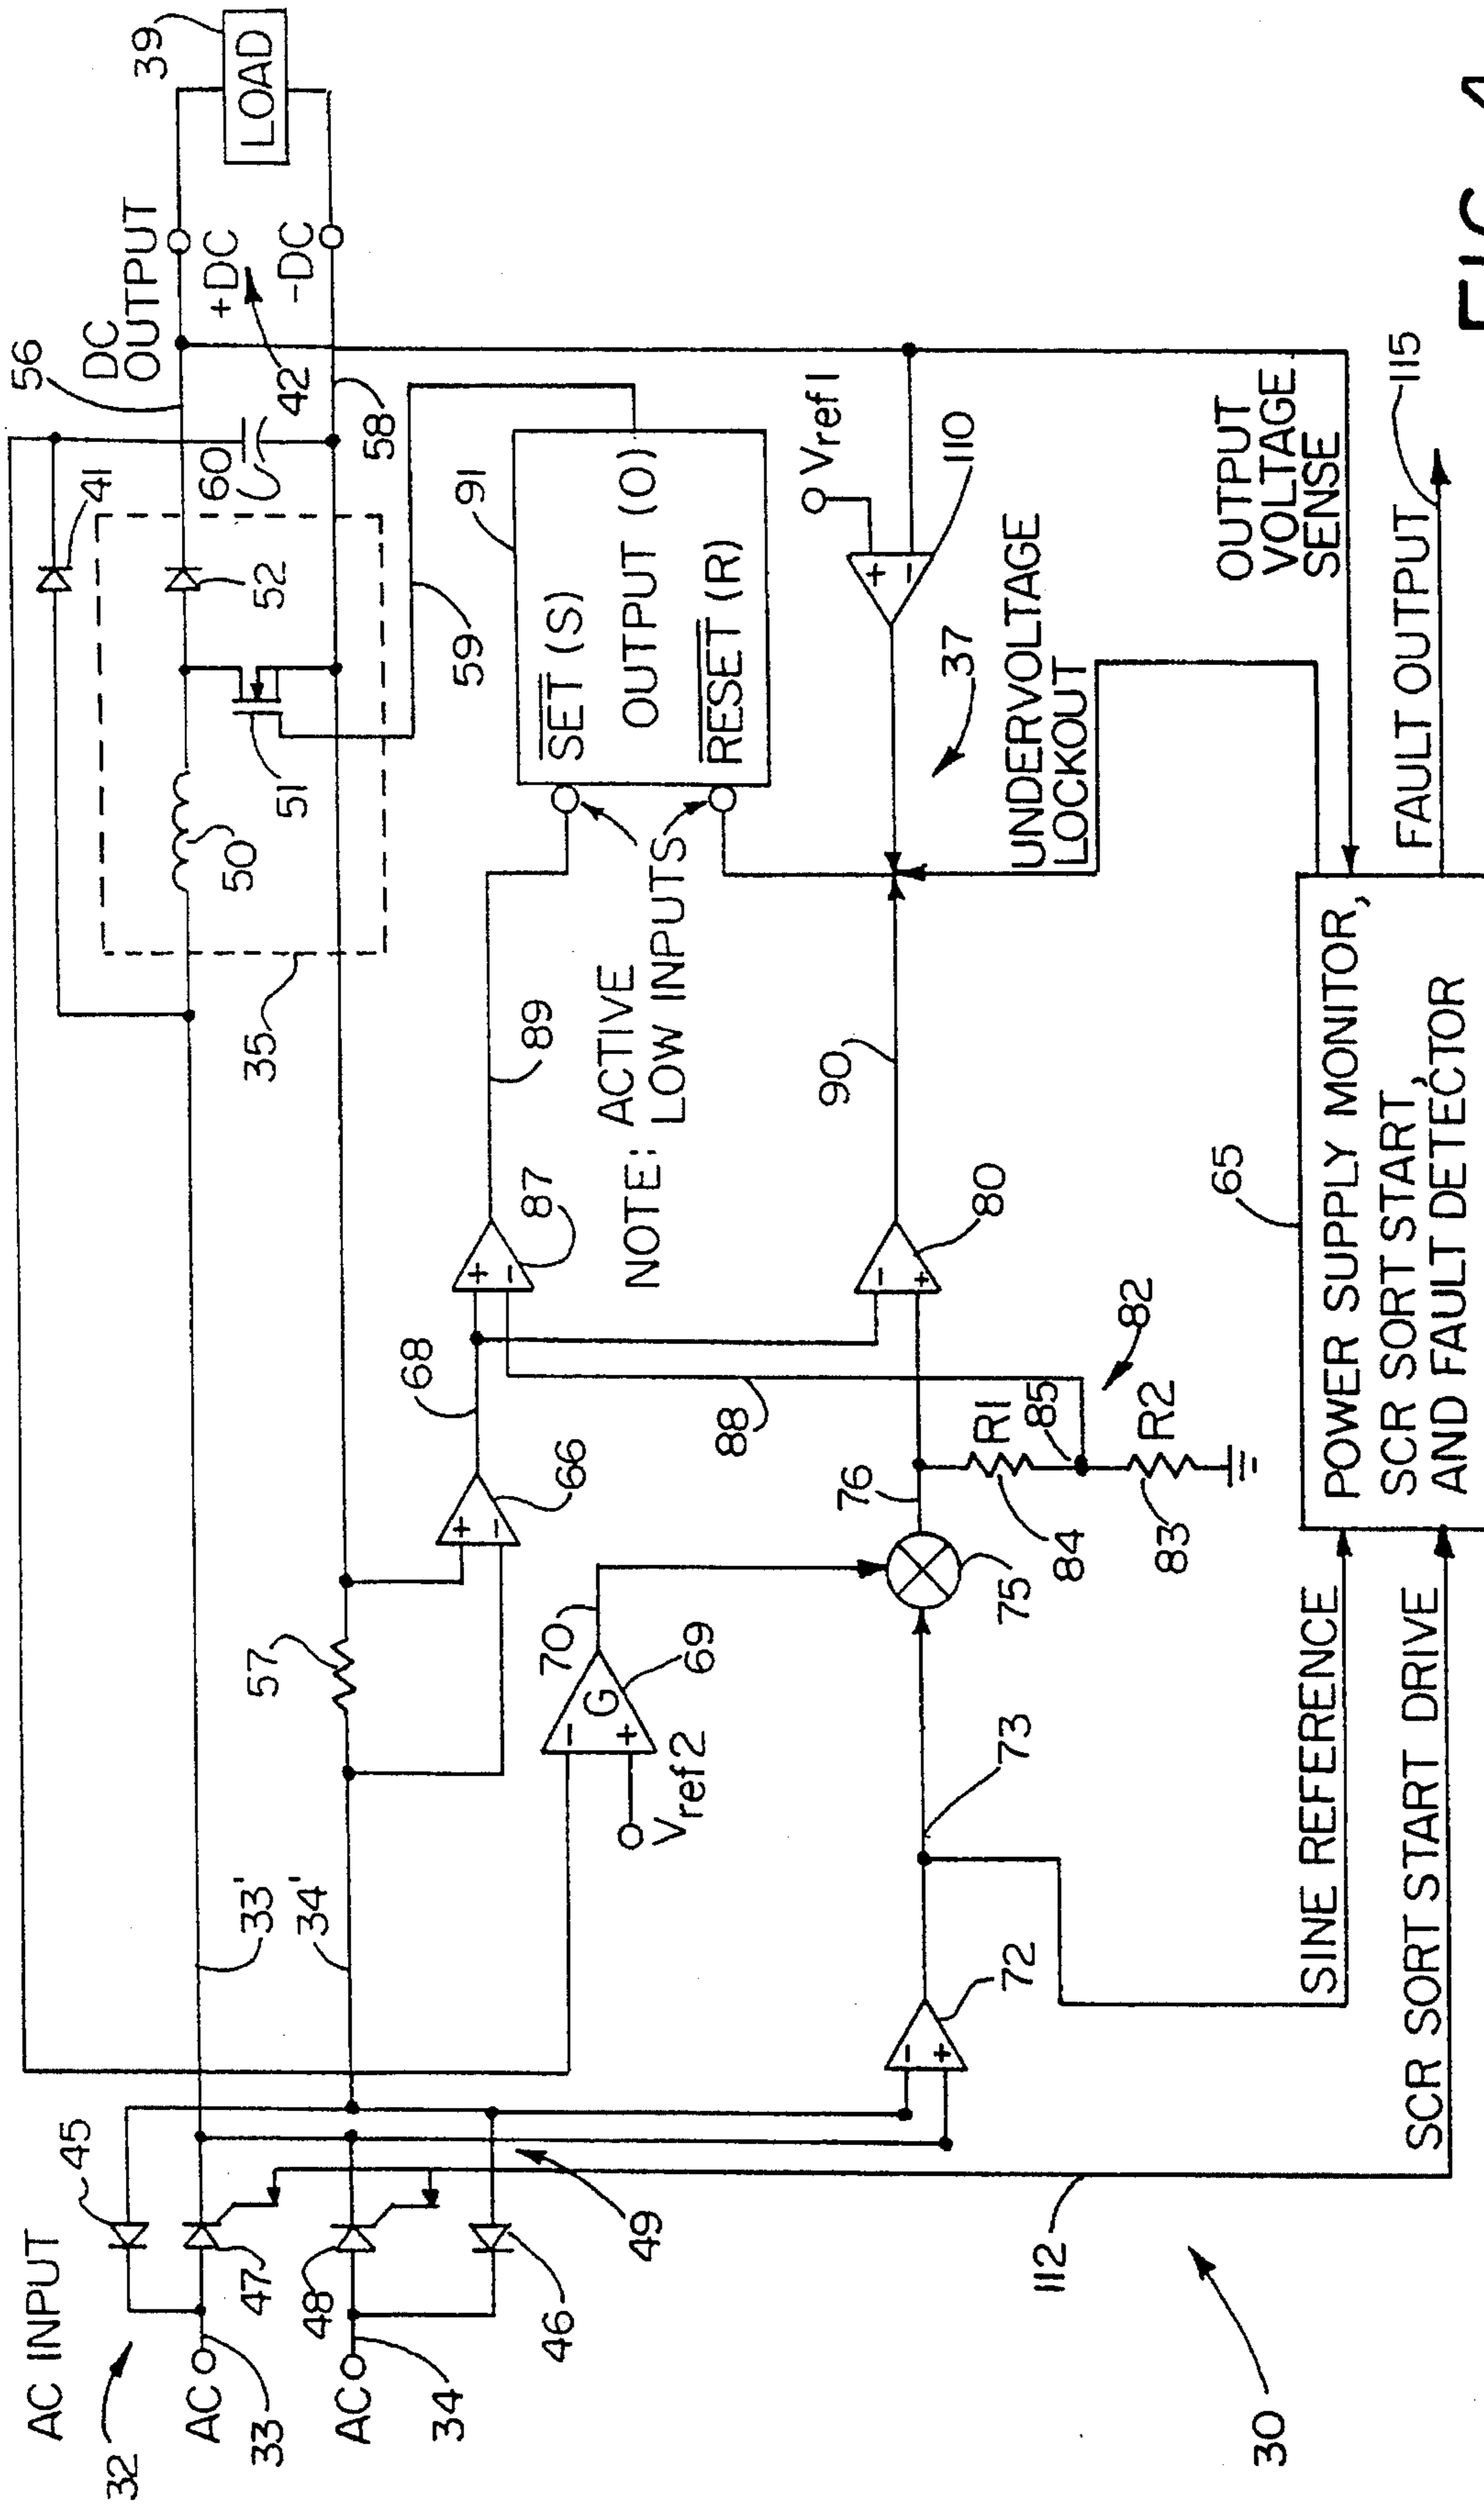 AC INPUT
32
AC
33
AC
34
45
47
48
46
49
33'
34'
57
35
50
51
52
41
56
60
42
58
59
DC
OUTPUT
+DC
-DC
39
LOAD
66
68
87
89
91
SET (S)
OUTPUT (O)
RESET (R)
NOTE: ACTIVE
LOW INPUTS
70
G
69
Vref2
72
73
75
76
80
90
88
82
R1
84
85
R2
83
Vref1
110
37
UNDERVOLTAGE
LOCKOUT
OUTPUT
VOLTAGE
SENSE
30
112
SINE REFERENCE
SCR SORT START DRIVE
65
POWER SUPPLY MONITOR,
SCR SORT START,
AND FAULT DETECTOR
FAULT OUTPUT
115